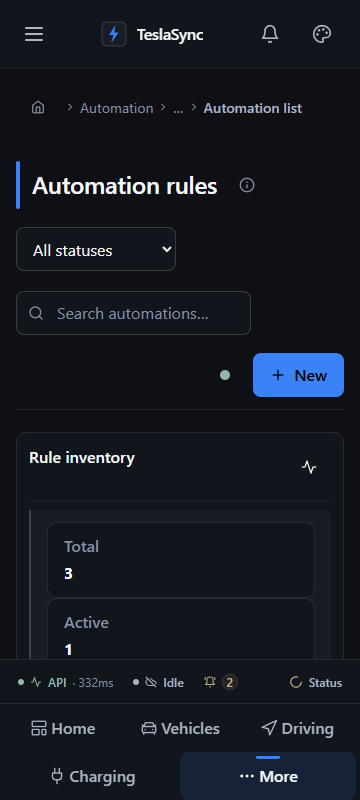 TeslaSync
Automation
...
Automation list
Automation rules
All statuses
Search automations...
New
Rule inventory
Total
3
Active
1
API · 332ms
Idle
2
Status
Home
Vehicles
Driving
Charging
More